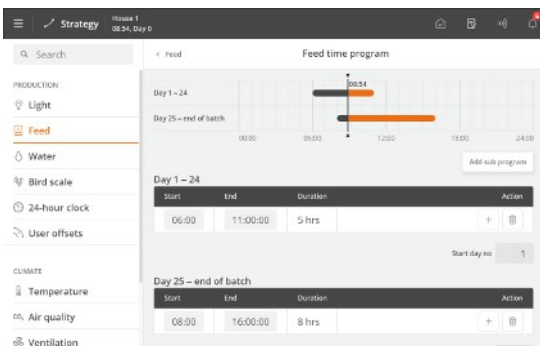 Strategy
House 1
08:54, Day 0
Search
PRODUCTION
Light
Feed
Water
Bird scale
24-hour clock
User offsets
CLIMATE
Temperature
Air quality
Ventilation
< Feed
Feed time program
08:54
Day 1 – 24
Day 25 – end of batch
00:00 06:00 12:00 18:00 24:00
Add sub program
Day 1 – 24
Start End Duration Action
06:00 11:00:00 5 hrs
Start day no 1
Day 25 – end of batch
Start End Duration Action
08:00 16:00:00 8 hrs